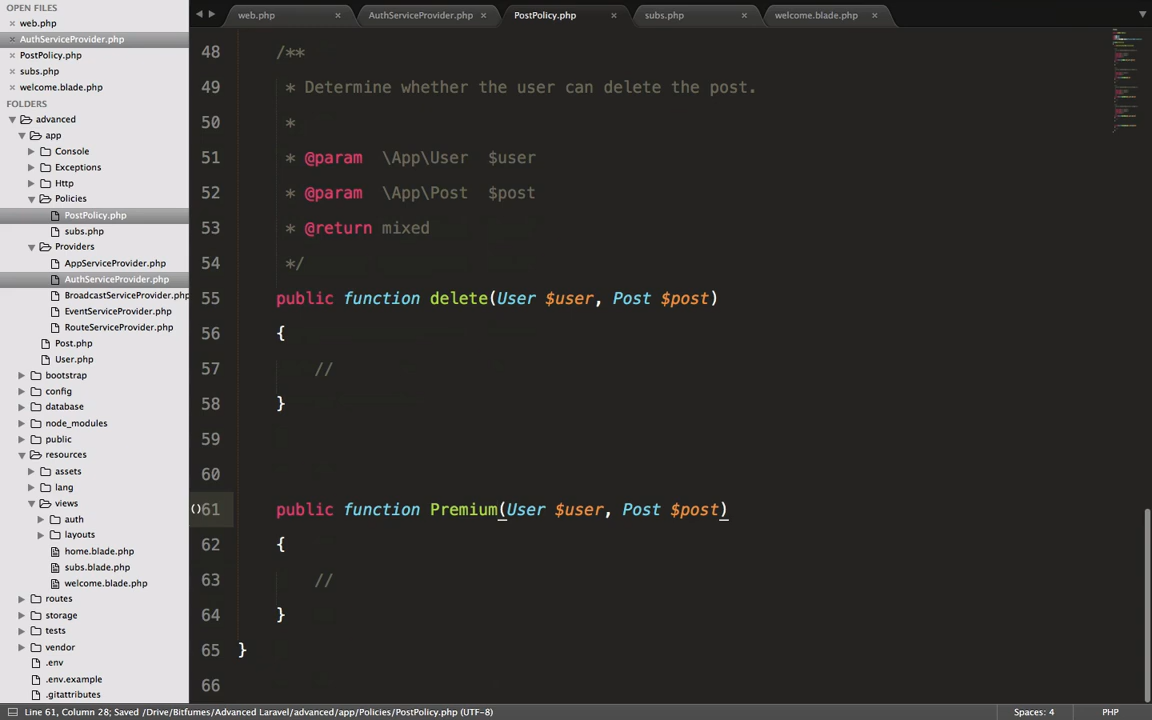 OPEN FILES
web.php
AuthServiceProvider.php
PostPolicy.php
subs.php
welcome.blade.php
FOLDERS
advanced
app
Console
Exceptions
Http
Policies
PostPolicy.php
subs.php
Providers
AppServiceProvider.php
AuthServiceProvider.php
BroadcastServiceProvider.php
EventServiceProvider.php
RouteServiceProvider.php
Post.php
User.php
bootstrap
config
database
node_modules
public
resources
assets
lang
views
auth
layouts
home.blade.php
subs.blade.php
welcome.blade.php
routes
storage
tests
vendor
.env
.env.example
.gitattributes
web.php
AuthServiceProvider.php
PostPolicy.php
subs.php
welcome.blade.php
48 /**
49 * Determine whether the user can delete the post.
50 *
51 * @param \App\User $user
52 * @param \App\Post $post
53 * @return mixed
54 */
55 public function delete(User $user, Post $post)
56 {
57 //
58 }
59
60
61 public function Premium(User $user, Post $post)
62 {
63 //
64 }
65 }
66
Line 61, Column 28; Saved /Drive/Bitfumes/Advanced Laravel/advanced/app/Policies/PostPolicy.php (UTF-8)
Spaces: 4
PHP